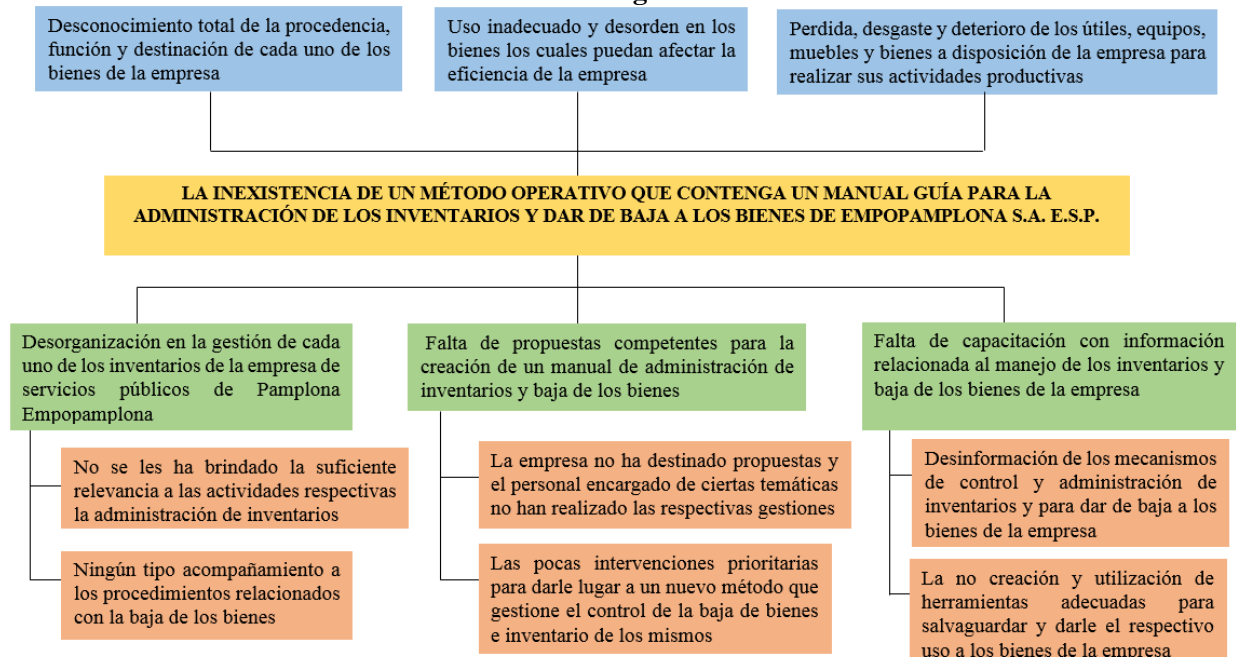 Desconocimiento total de la procedencia,
función y destinación de cada uno de los
bienes de la empresa
Uso inadecuado y desorden en los
bienes los cuales puedan afectar la
eficiencia de la empresa
Perdida, desgaste y deterioro de los útiles, equipos,
muebles y bienes a disposición de la empresa para
realizar sus actividades productivas
LA INEXISTENCIA DE UN MÉTODO OPERATIVO QUE CONTENGA UN MANUAL GUÍA PARA LA
ADMINISTRACIÓN DE LOS INVENTARIOS Y DAR DE BAJA A LOS BIENES DE EMPOPAMPLONA S.A. E.S.P.
Desorganización en la gestión de cada
uno de los inventarios de la empresa de
servicios públicos de Pamplona
Empopamplona
Falta de propuestas competentes para la
creación de un manual de administración de
inventarios y baja de los bienes
Falta de capacitación con información
relacionada al manejo de los inventarios y
baja de los bienes de la empresa
No se les ha brindado la suficiente
relevancia a las actividades respectivas
la administración de inventarios
Ningún tipo acompañamiento a
los procedimientos relacionados
con la baja de los bienes
La empresa no ha destinado propuestas y
el personal encargado de ciertas temáticas
no han realizado las respectivas gestiones
Las pocas intervenciones prioritarias
para darle lugar a un nuevo método que
gestione el control de la baja de bienes
e inventario de los mismos
Desinformación de los mecanismos
de control y administración de
inventarios y para dar de baja a los
bienes de la empresa
La no creación y utilización de
herramientas adecuadas para
salvaguardar y darle el respectivo
uso a los bienes de la empresa